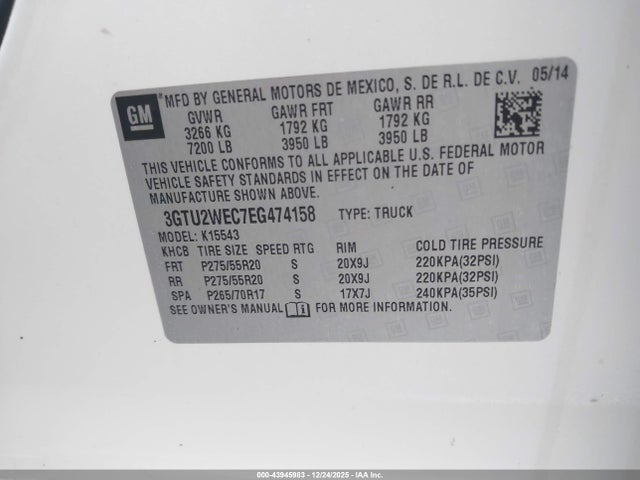 GM
MFD BY GENERAL MOTORS DE MEXICO, S. DE R.L. DE C.V. 05/14
GVWR GAWR FRT GAWR RR
3266 KG 1792 KG 1792 KG
7200 LB 3950 LB 3950 LB
THIS VEHICLE CONFORMS TO ALL APPLICABLE U.S. FEDERAL MOTOR
VEHICLE SAFETY STANDARDS IN EFFECT ON THE DATE OF
MANUFACTURE SHOWN ABOVE.
3GTU2WEC7EG474158 TYPE: TRUCK
MODEL: K15543
KHCB TIRE SIZE SPEED RTG RIM COLD TIRE PRESSURE
FRT P275/55R20 S 20X9J 220KPA(32PSI)
RR P275/55R20 S 20X9J 220KPA(32PSI)
SPA P265/70R17 S 17X7J 240KPA(35PSI)
SEE OWNER'S MANUAL FOR MORE INFORMATION.
000-43945983 - 12/24/2025 - IAA Inc.